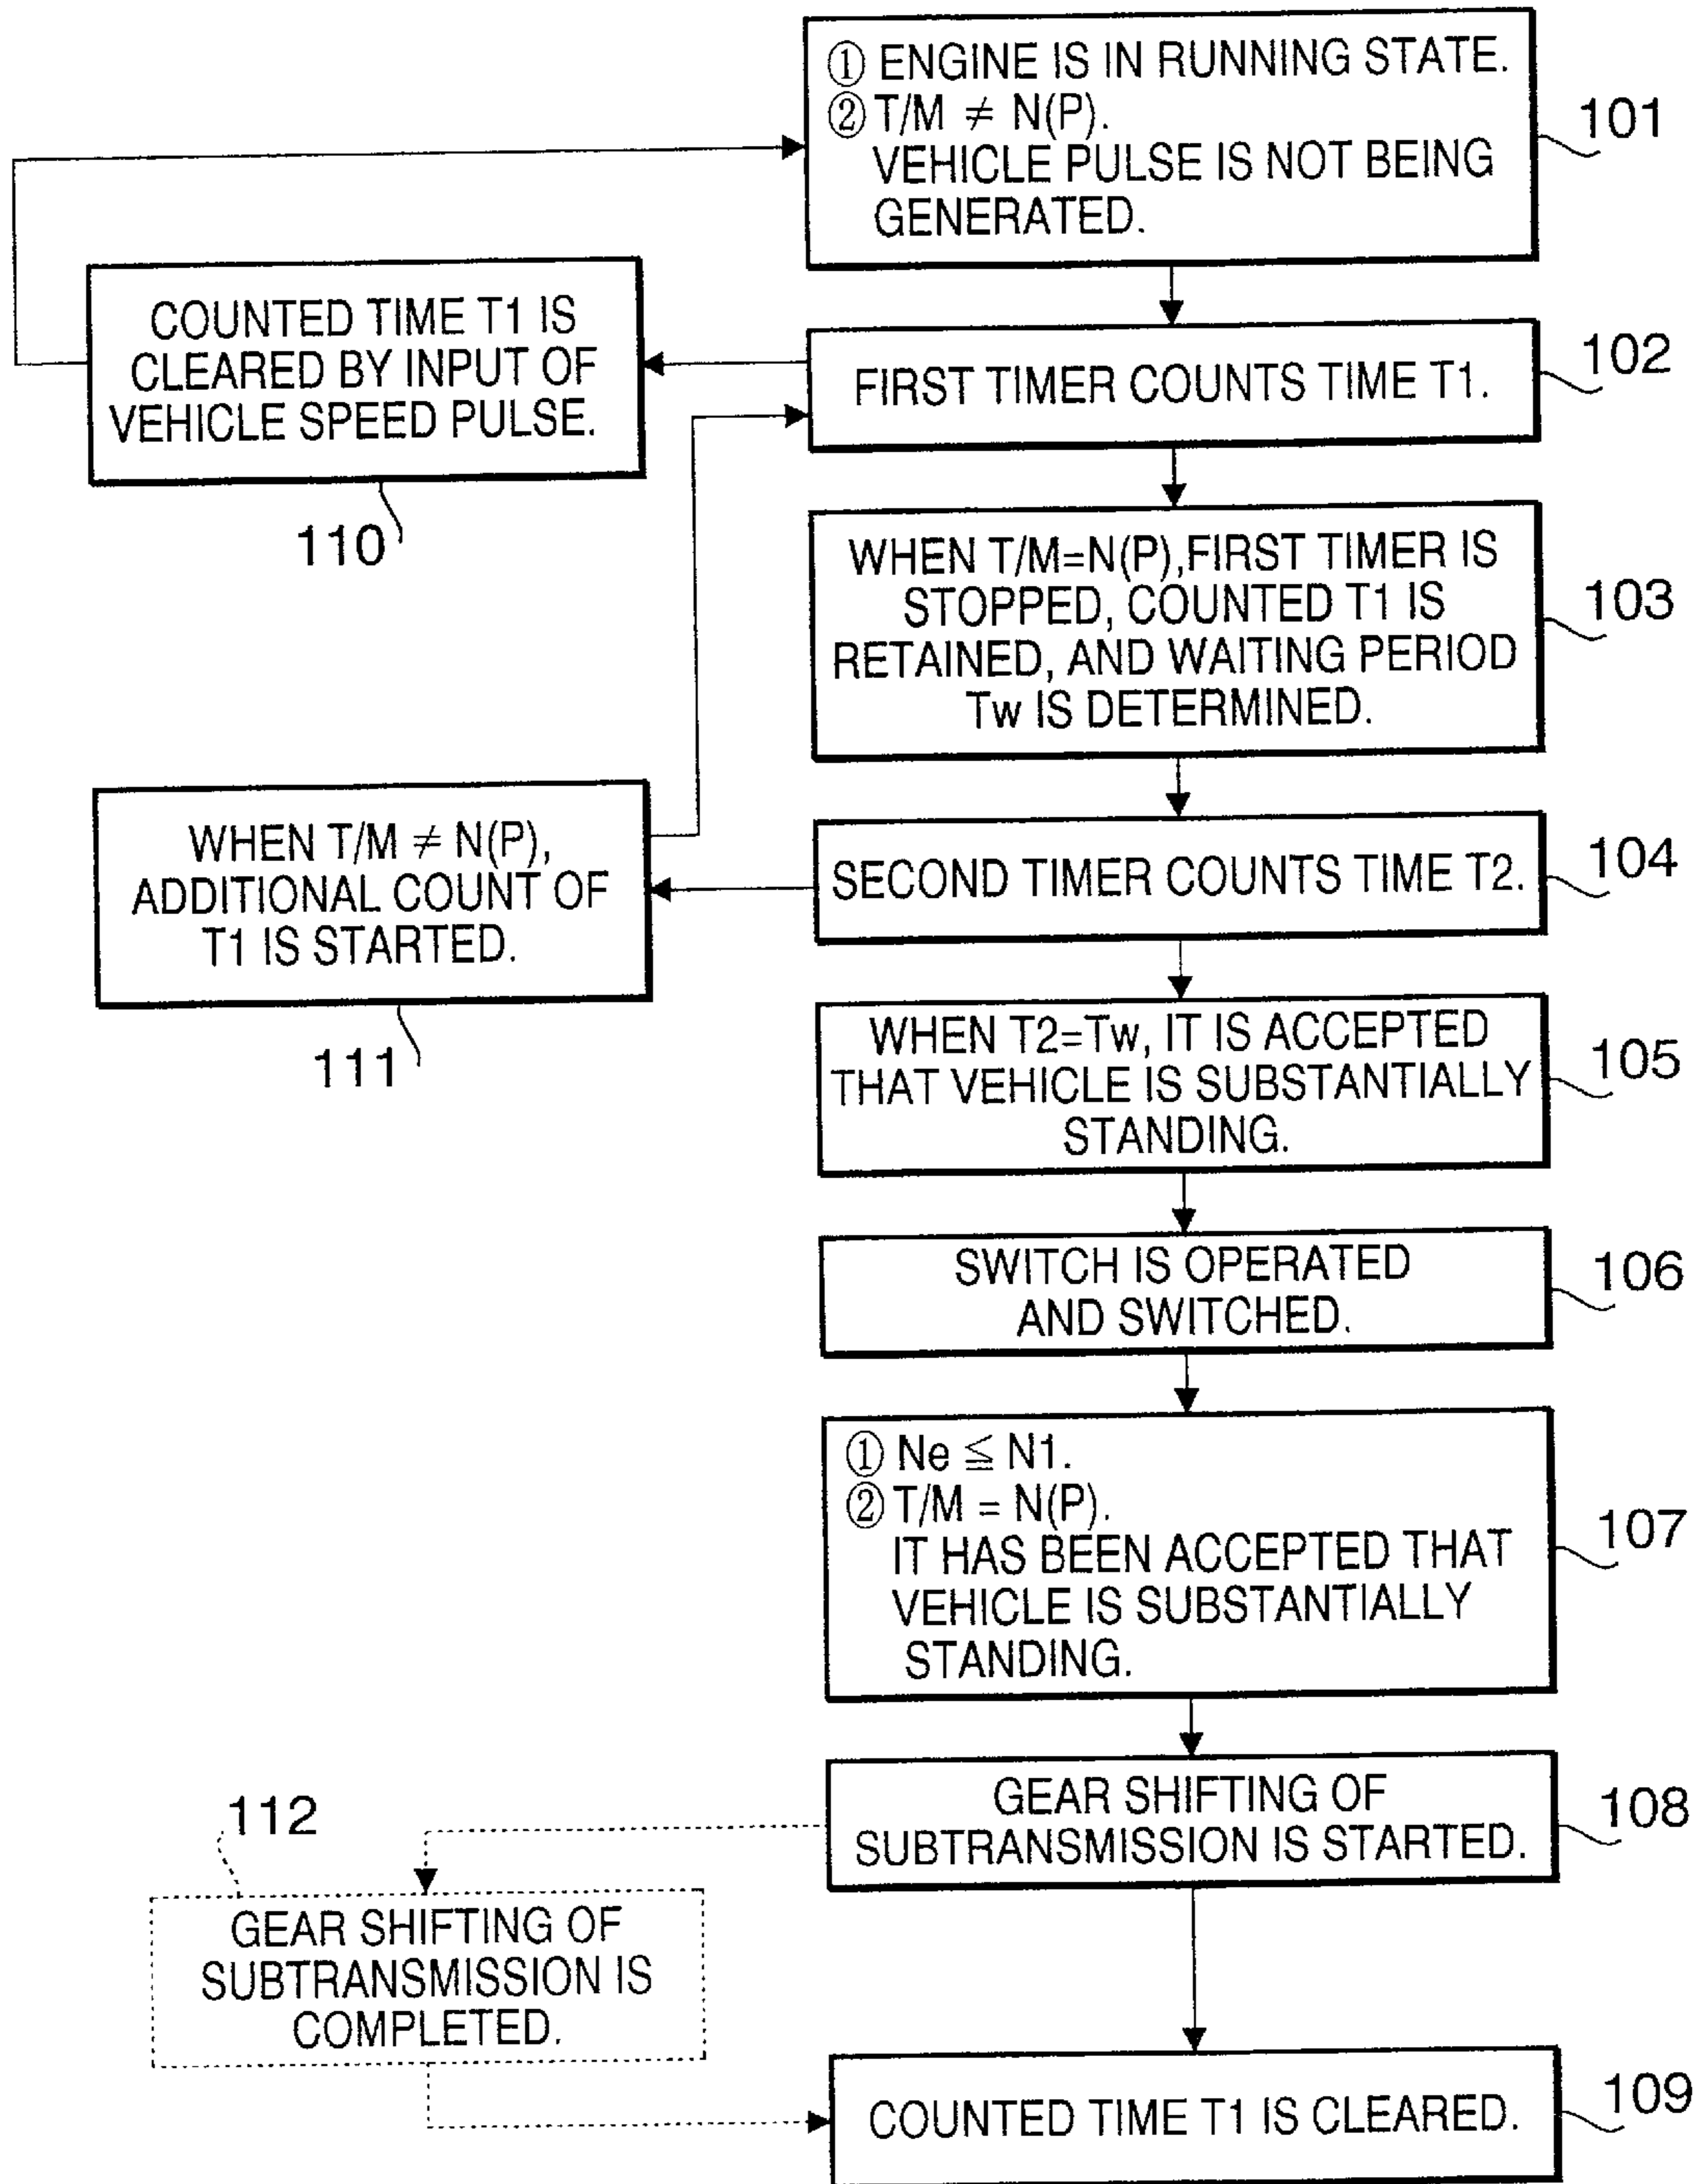 ① ENGINE IS IN RUNNING STATE.
② T/M ≠ N(P).
VEHICLE PULSE IS NOT BEING
GENERATED.
101
COUNTED TIME T1 IS
CLEARED BY INPUT OF
VEHICLE SPEED PULSE.
110
FIRST TIMER COUNTS TIME T1.
102
WHEN T/M=N(P),FIRST TIMER IS
STOPPED, COUNTED T1 IS
RETAINED, AND WAITING PERIOD
Tw IS DETERMINED.
103
WHEN T/M ≠ N(P),
ADDITIONAL COUNT OF
T1 IS STARTED.
111
SECOND TIMER COUNTS TIME T2.
104
WHEN T2=Tw, IT IS ACCEPTED
THAT VEHICLE IS SUBSTANTIALLY
STANDING.
105
SWITCH IS OPERATED
AND SWITCHED.
106
① Ne ≦ N1.
② T/M = N(P).
IT HAS BEEN ACCEPTED THAT
VEHICLE IS SUBSTANTIALLY
STANDING.
107
GEAR SHIFTING OF
SUBTRANSMISSION IS STARTED.
108
112
GEAR SHIFTING OF
SUBTRANSMISSION IS
COMPLETED.
COUNTED TIME T1 IS CLEARED.
109